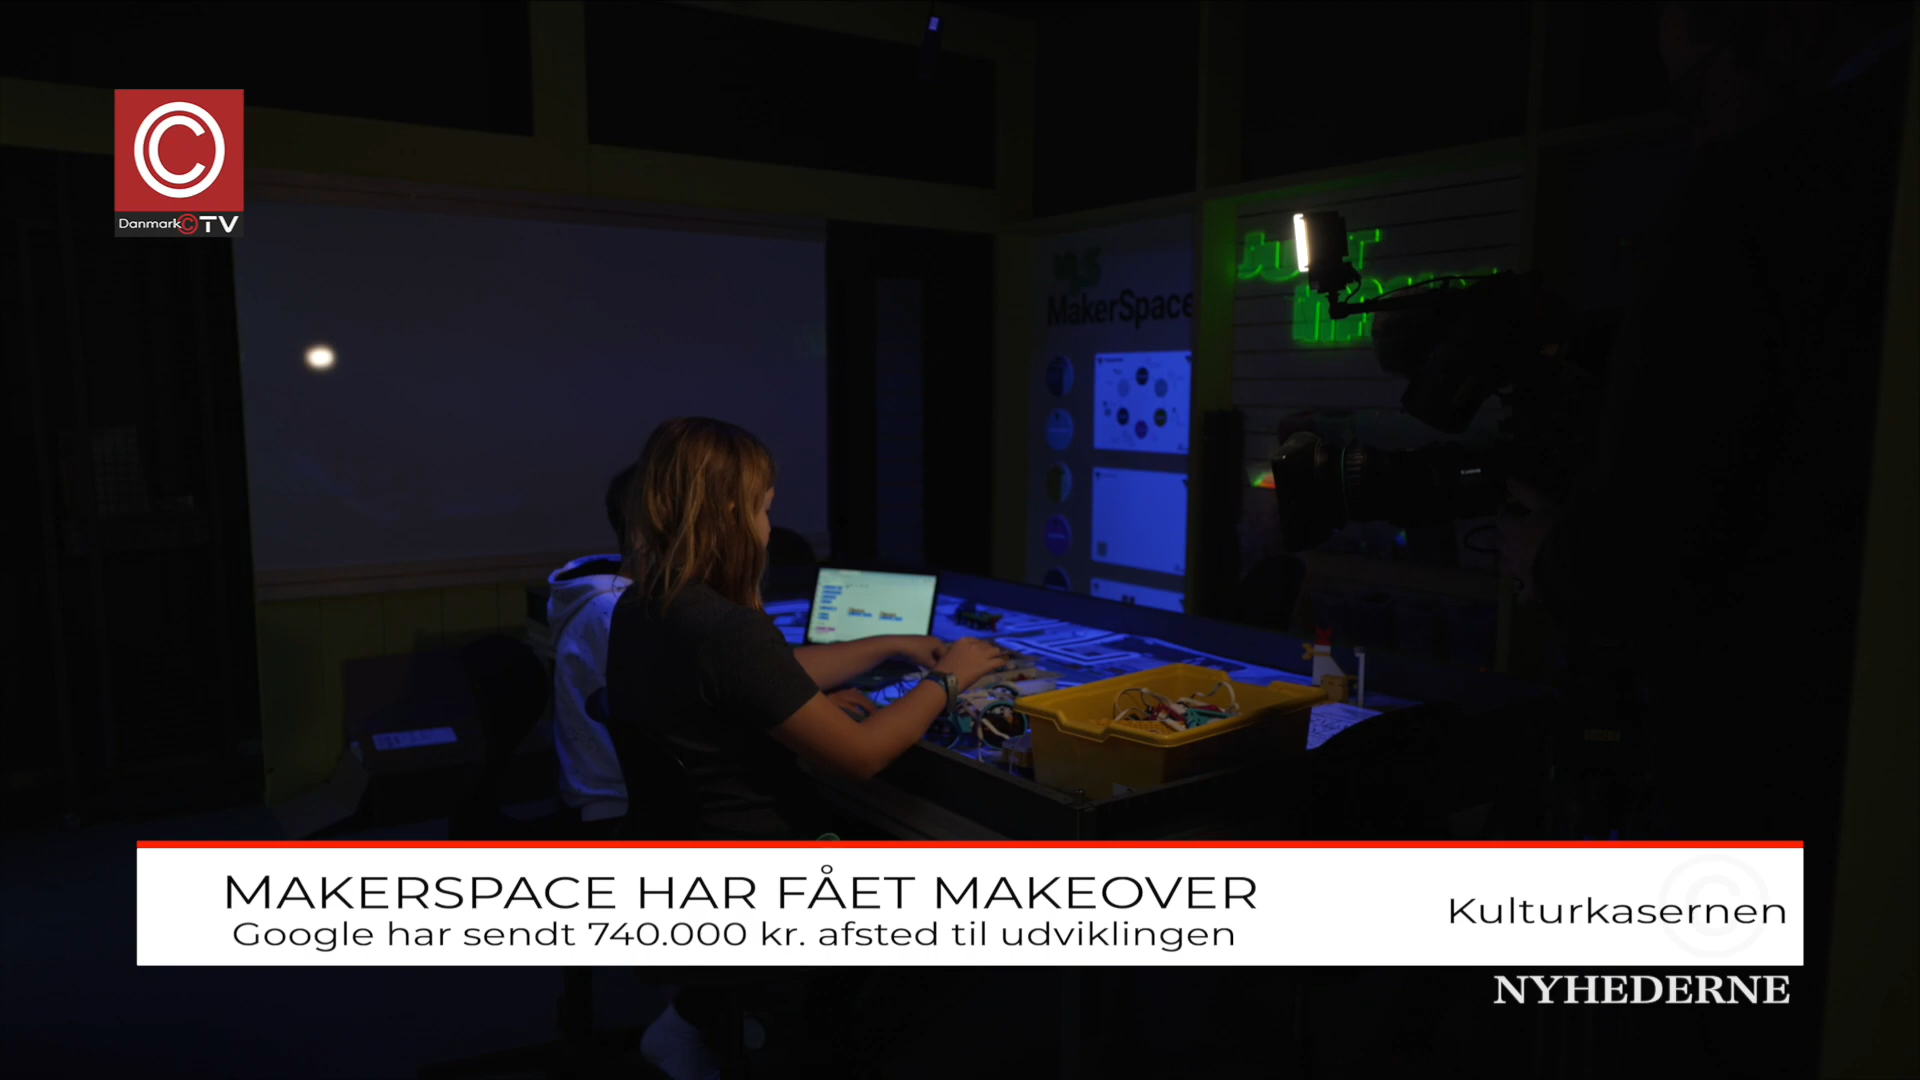 C
Danmark C TV
MakerSpace
MAKERSPACE HAR FÅET MAKEOVER
Google har sendt 740.000 kr. afsted til udviklingen
Kulturkasernen
NYHEDERNE